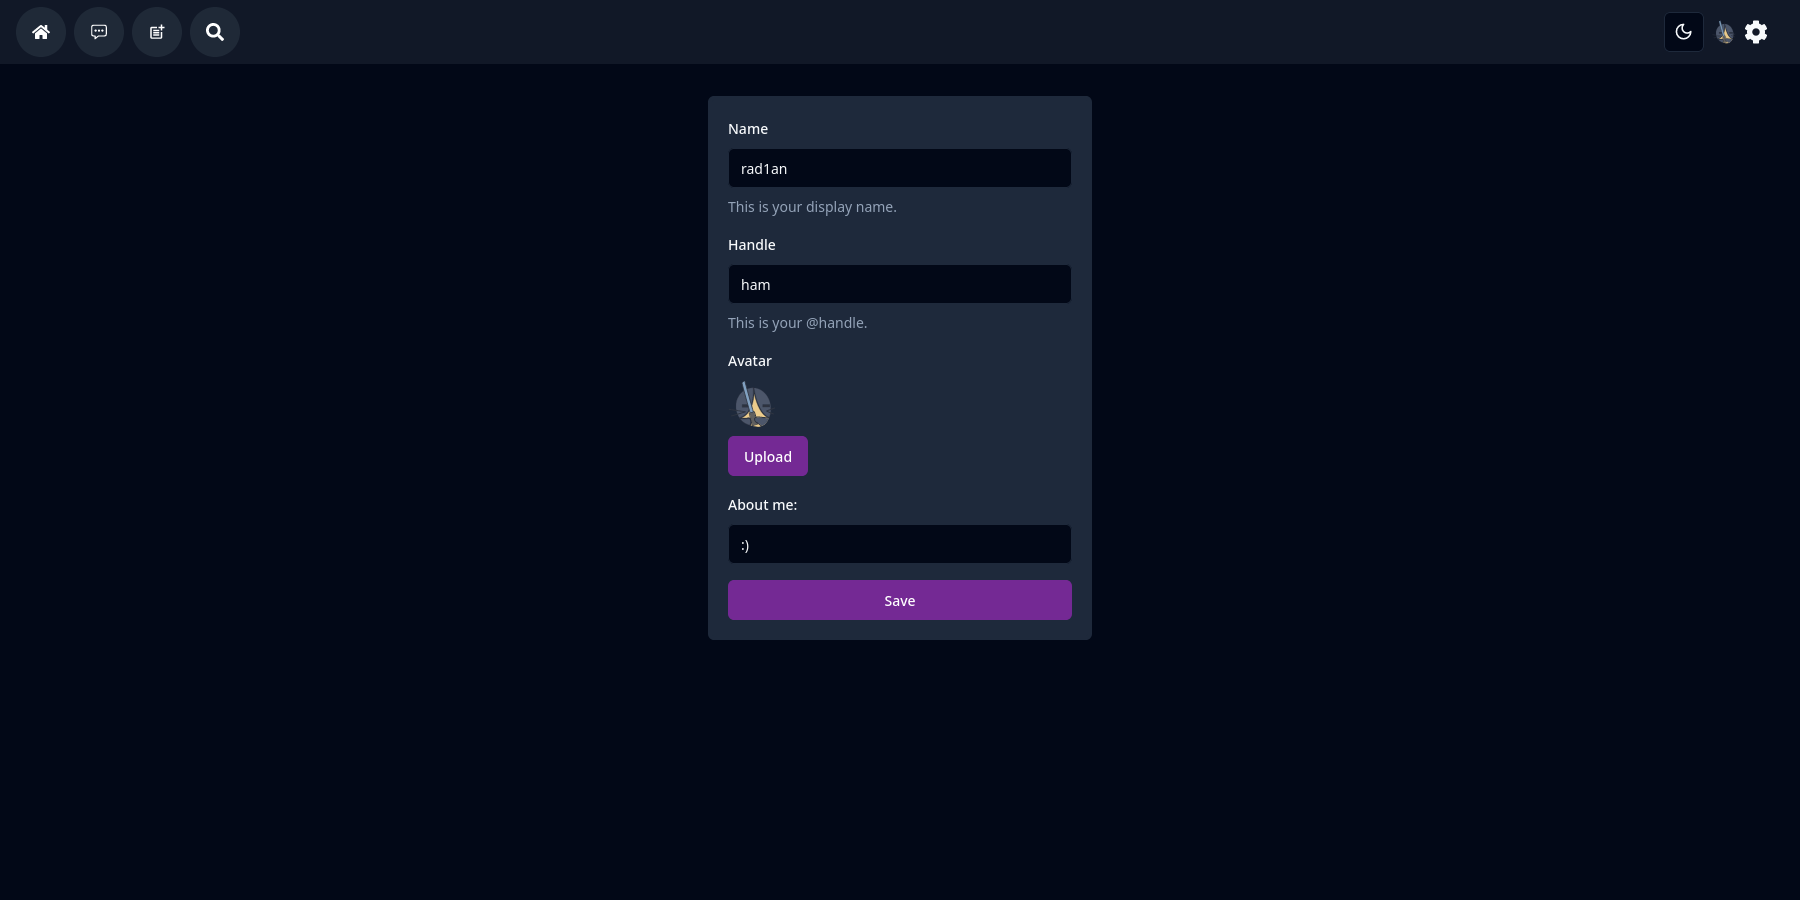 Name
rad1an
This is your display name.
Handle
ham
This is your @handle.
Avatar
Upload
About me:
:)
Save